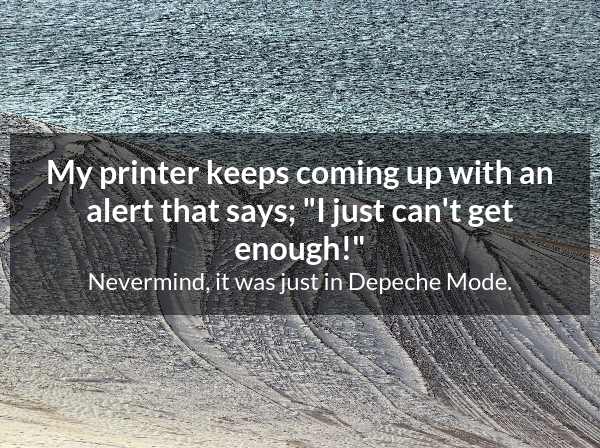 My printer keeps coming up with an
alert that says; "I just can't get
enough!"
Nevermind, it was just in Depeche Mode.